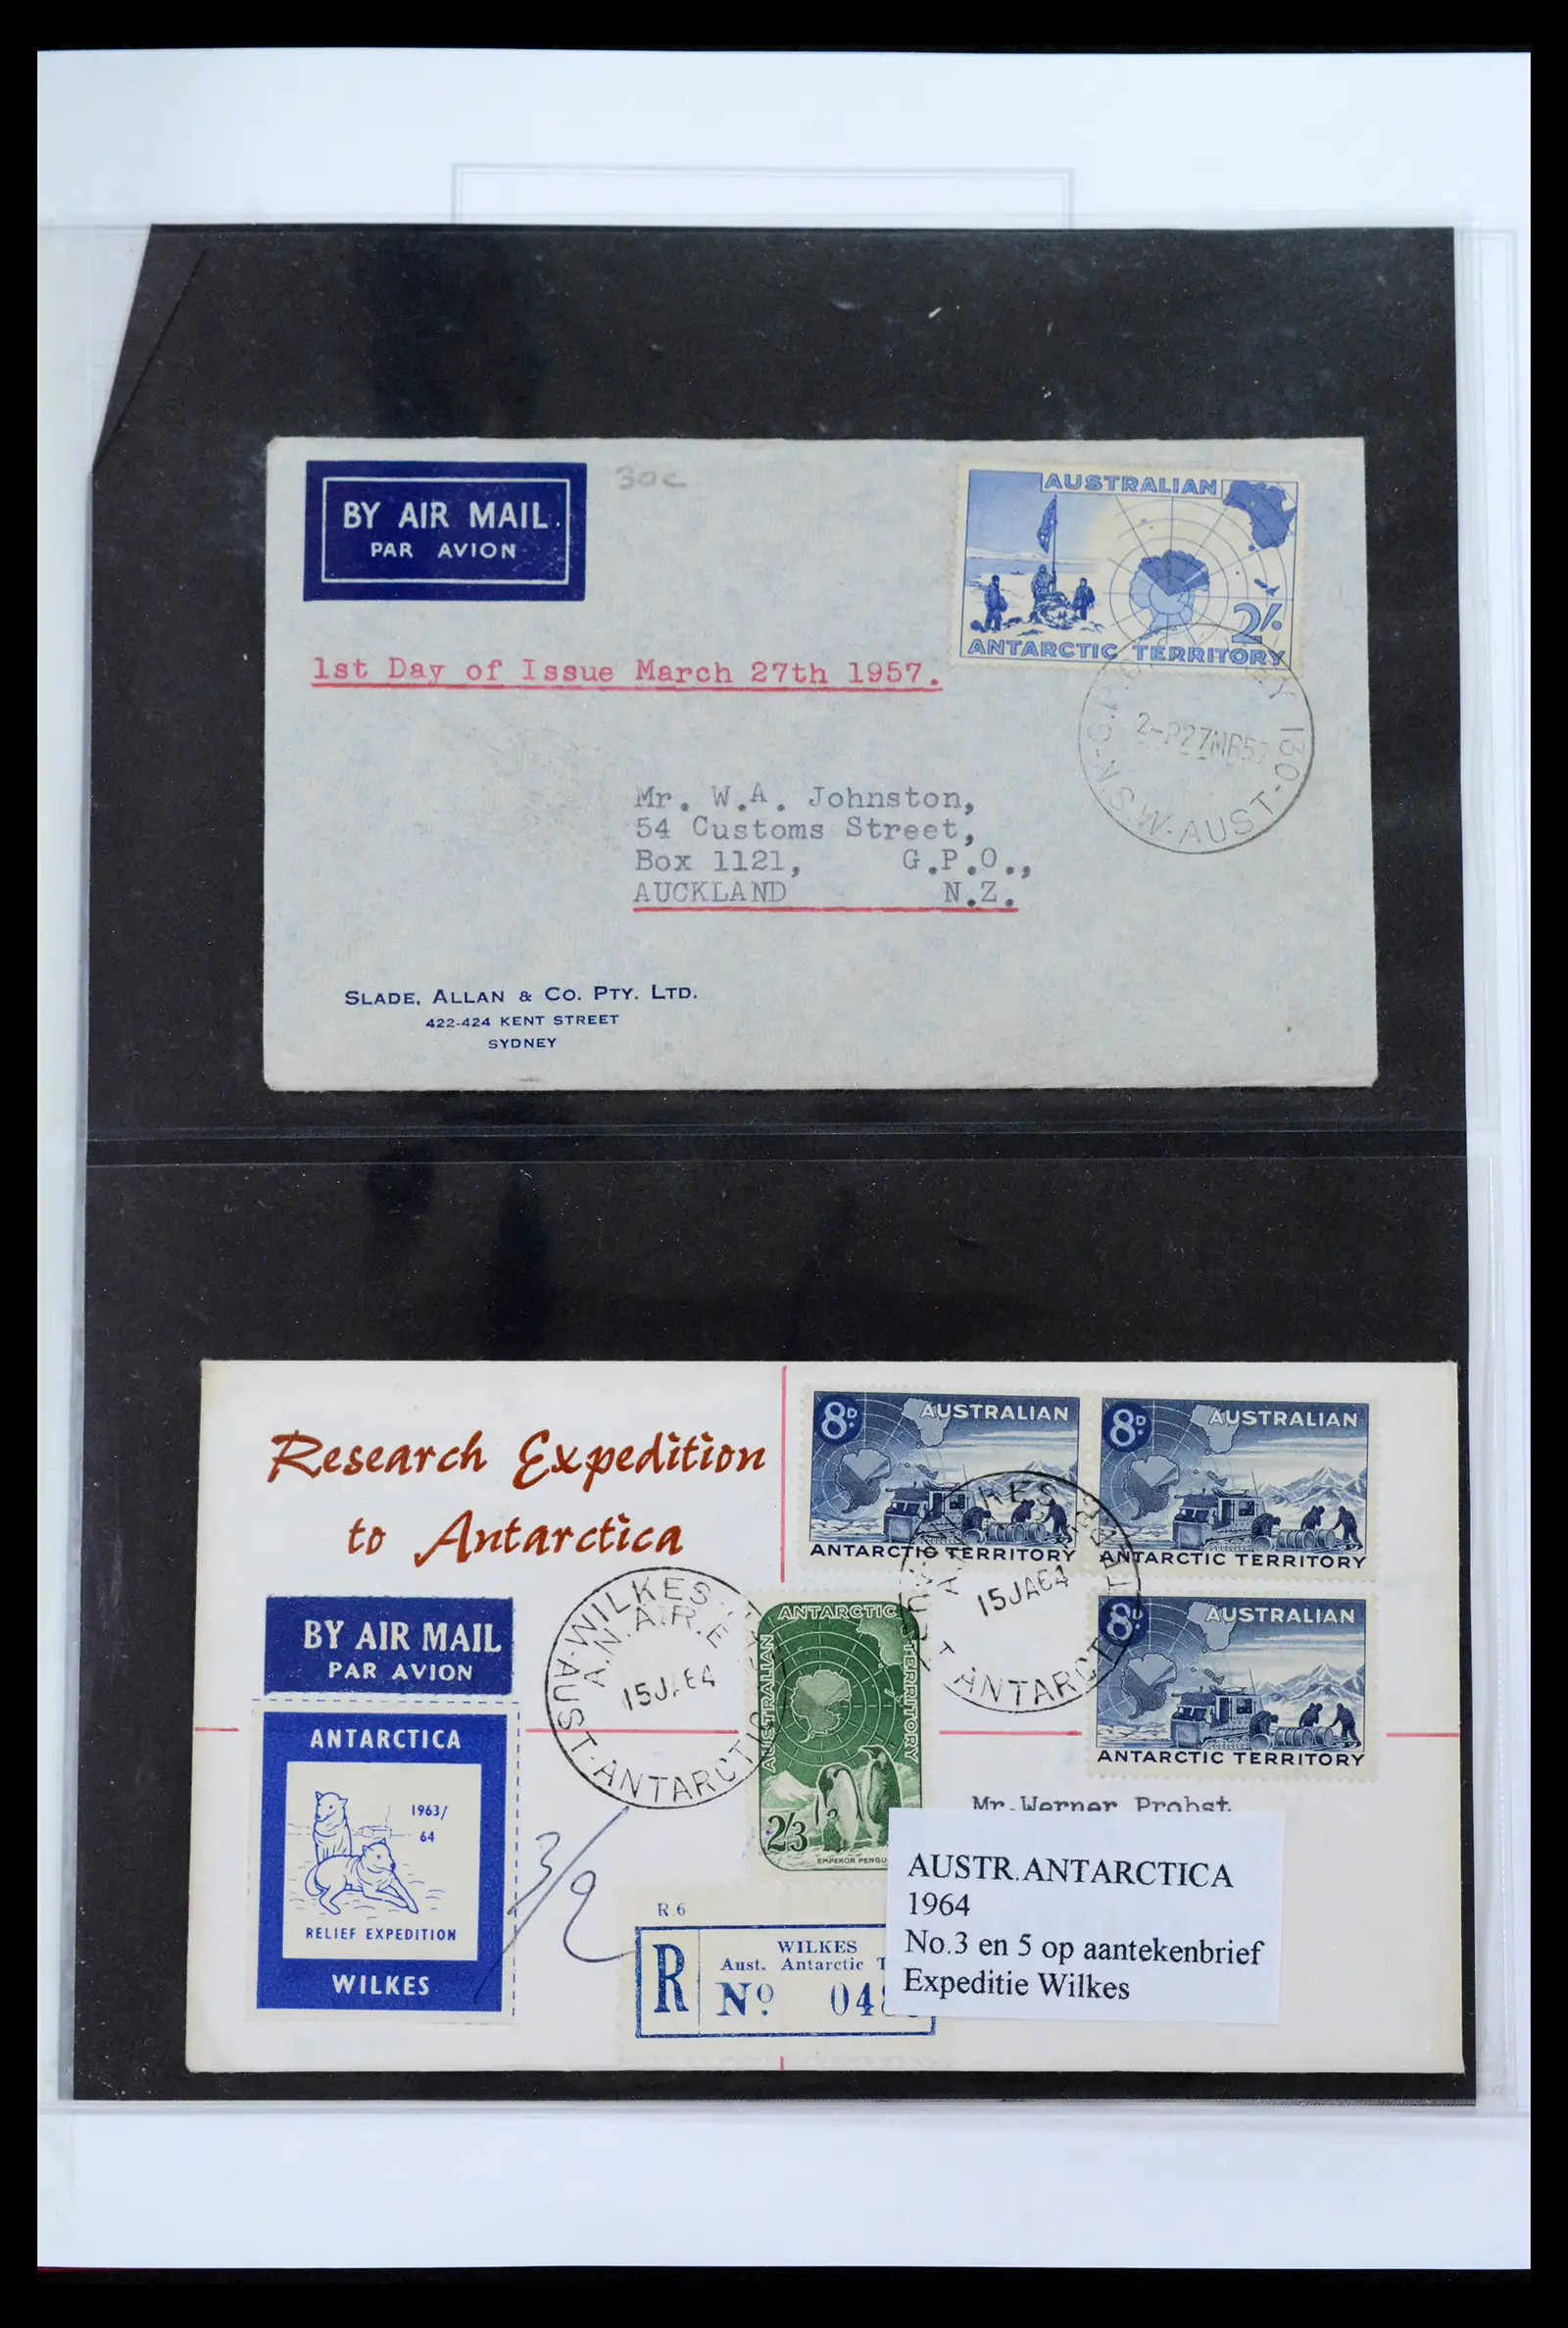 BY AIR MAIL
PAR AVION
30c
AUSTRALIAN
2/-
ANTARCTIC TERRITORY
1st Day of Issue March 27th 1957.
2-P27MR57
130
N.S.W-AUST-
Mr. W.A. Johnston,
54 Customs Street,
Box 1121, G.P.O.,
AUCKLAND N.Z.
SLADE, ALLAN & CO. PTY. LTD.
422-424 KENT STREET
SYDNEY
Research Expedition
to Antarctica
8D. AUSTRALIAN
ANTARCTIC TERRITORY
8D. AUSTRALIAN
ANTARCTIC TERRITORY
8D. AUSTRALIAN
ANTARCTIC TERRITORY
BY AIR MAIL
PAR AVION
WILKES
A.N.A.R.E
15JA64
AUST-ANTARCTIC
WILKES
15JA64
ANTARCT
ANTARCTIC
AUSTRALIAN
TERRITORY
2/3
EMPEROR
ANTARCTICA
1963/
64
RELIEF EXPEDITION
WILKES
3/9
Mr.Werner Probst
R.6
R
WILKES
Aust. Antarctic
No.
AUSTR.ANTARCTICA
1964
No.3 en 5 op aantekenbrief
Expeditie Wilkes